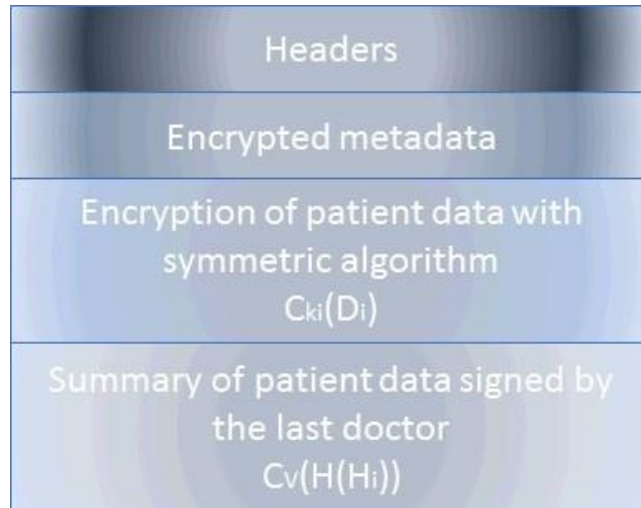 Headers
Encrypted metadata
Encryption of patient data with
symmetric algorithm
Cki(Di)
Summary of patient data signed by
the last doctor
CV(H(Hi))